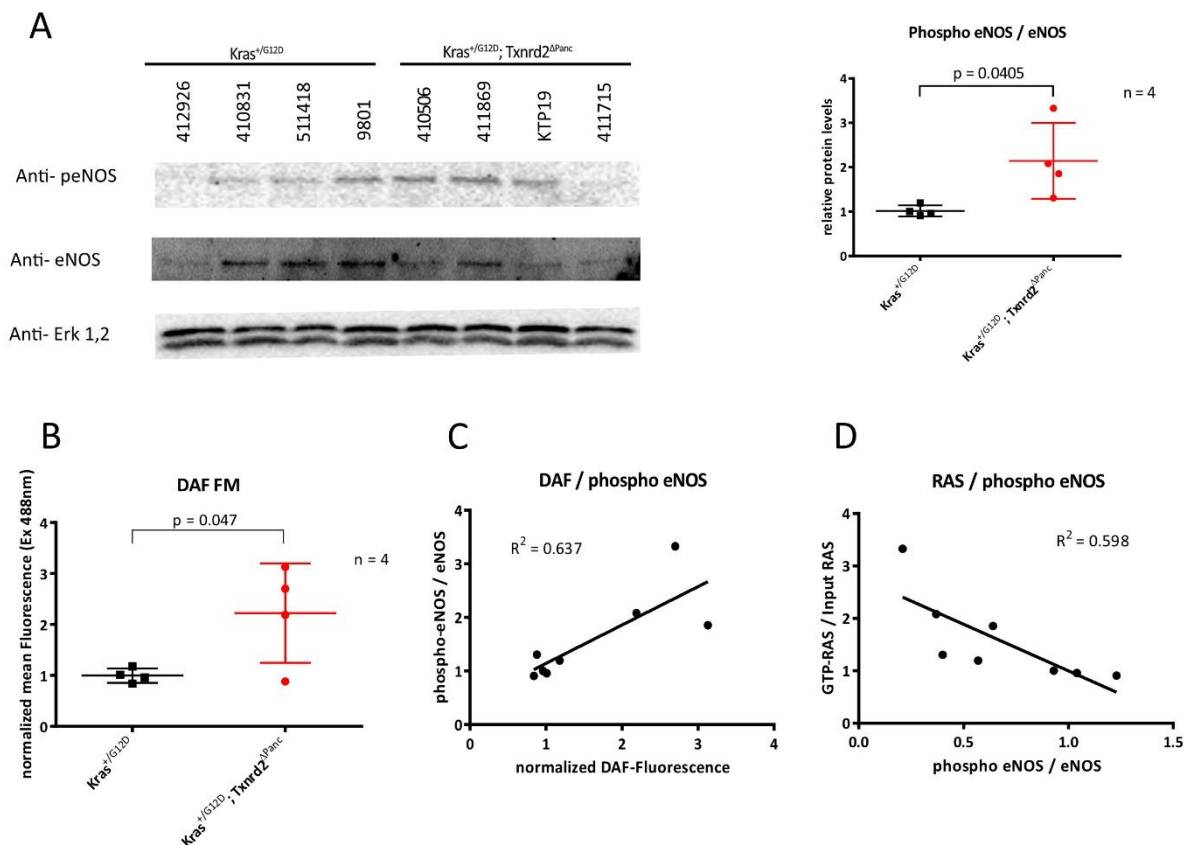 A
Kras+/G12D
Kras+/G12D; Txnrd2ΔPanc
412926
410831
511418
9801
410506
411869
KTP19
411715
Anti- peNOS
Anti- eNOS
Anti- Erk 1,2
Phospho eNOS / eNOS
p = 0.0405
n = 4
relative protein levels
4
3
2
1
0
Kras+/G12D
Kras+/G12D; Txnrd2ΔPanc
B
DAF FM
p = 0.047
n = 4
normalized mean Fluorescence (Ex 488nm)
4
3
2
1
0
Kras+/G12D
Kras+/G12D; Txnrd2ΔPanc
C
DAF / phospho eNOS
R2 = 0.637
phospho-eNOS / eNOS
4
3
2
1
0
0 1 2 3 4
normalized DAF-Fluorescence
D
RAS / phospho eNOS
R2 = 0.598
GTP-RAS / Input RAS
4
3
2
1
0
0.0 0.5 1.0 1.5
phospho eNOS / eNOS